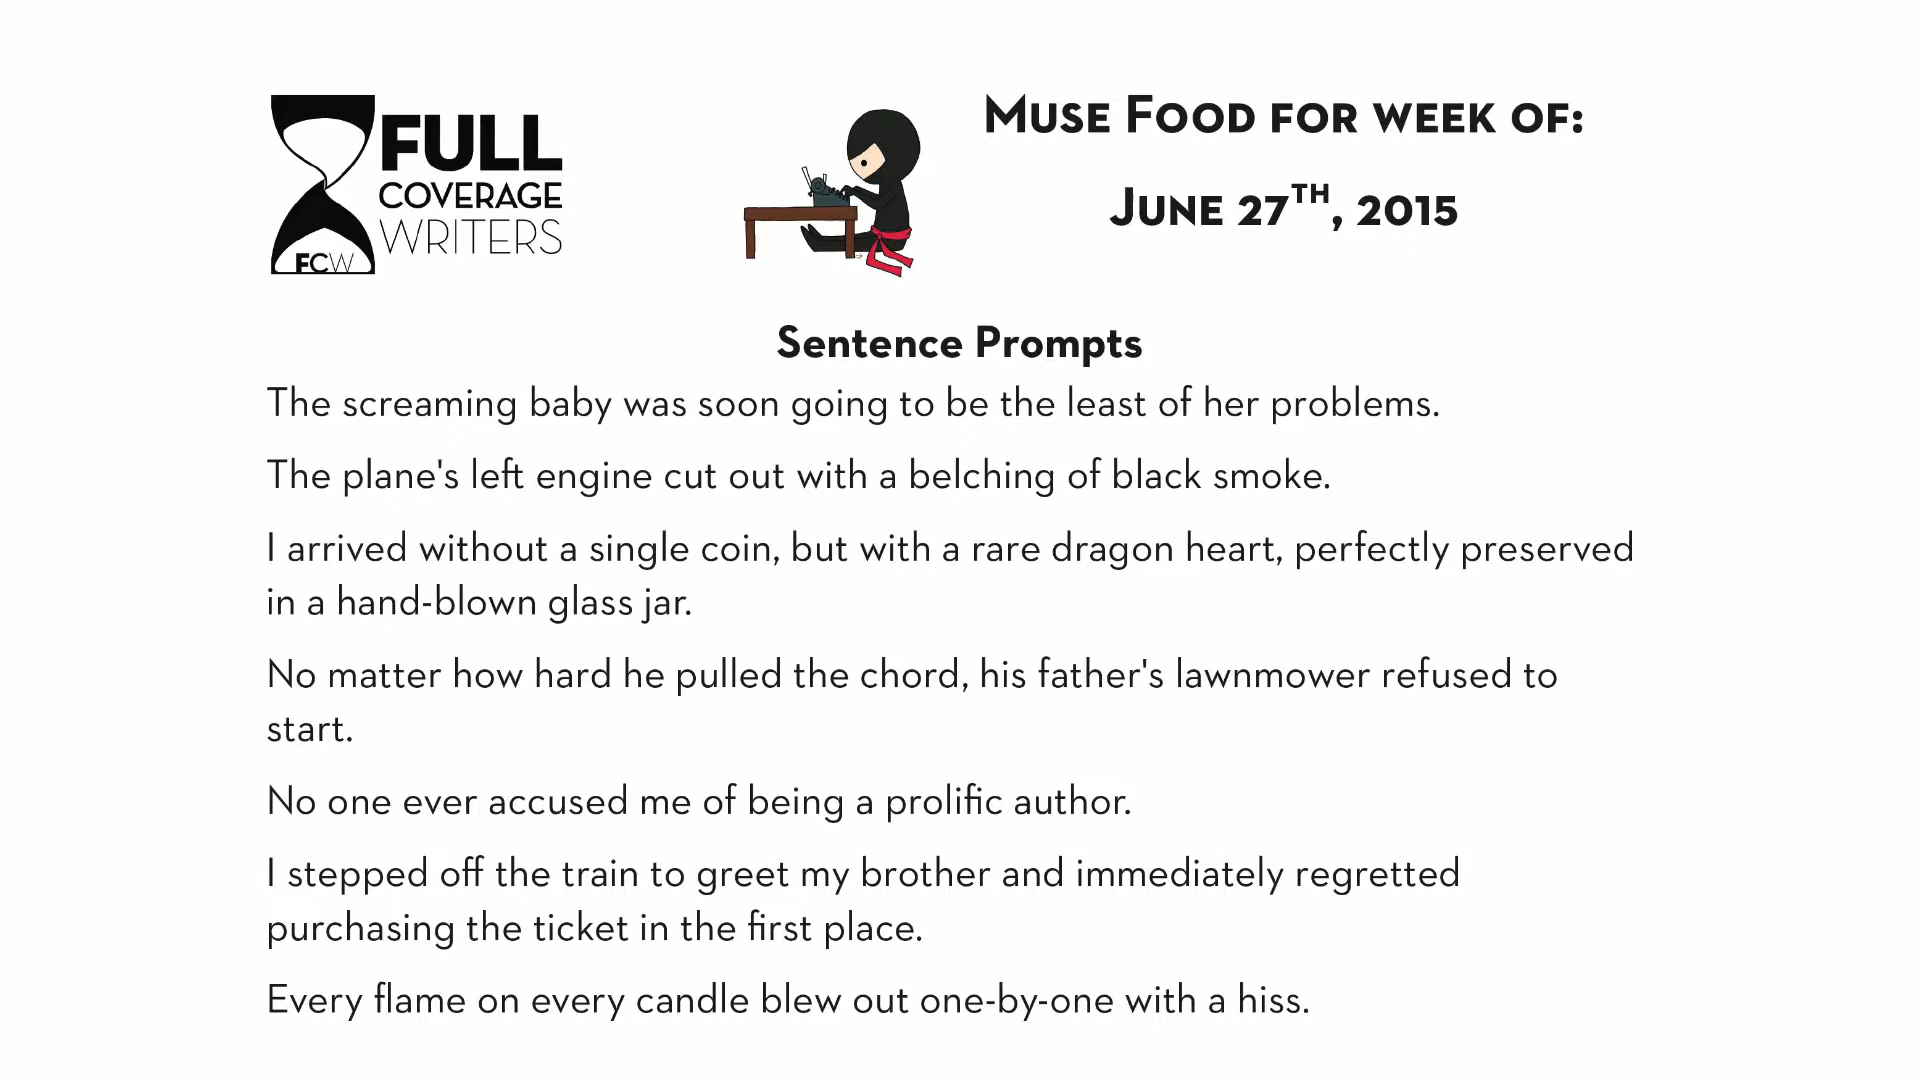 FULL
COVERAGE
WRITERS
FCW
MUSE FOOD FOR WEEK OF:
JUNE 27TH, 2015
Sentence Prompts
The screaming baby was soon going to be the least of her problems.
The plane's left engine cut out with a belching of black smoke.
I arrived without a single coin, but with a rare dragon heart, perfectly preserved
in a hand-blown glass jar.
No matter how hard he pulled the chord, his father's lawnmower refused to
start.
No one ever accused me of being a prolific author.
I stepped off the train to greet my brother and immediately regretted
purchasing the ticket in the first place.
Every flame on every candle blew out one-by-one with a hiss.